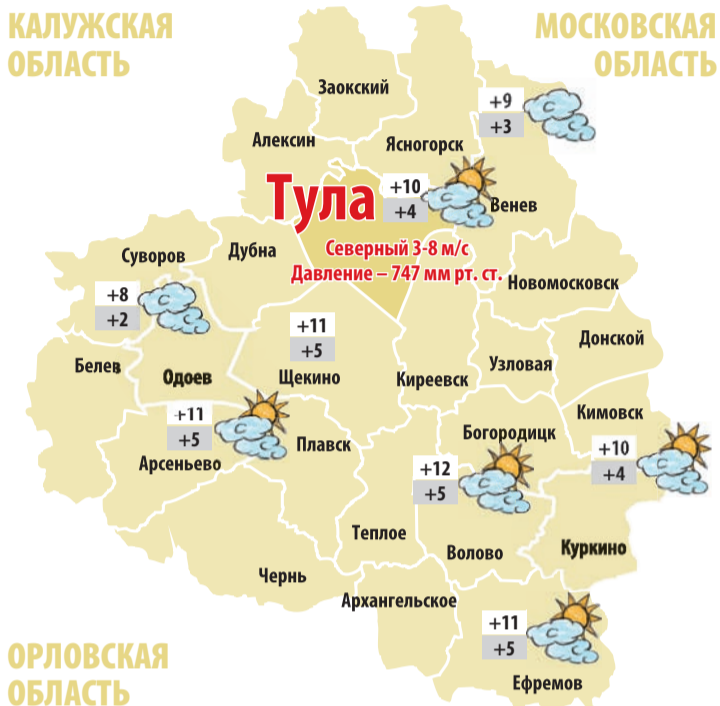 КАЛУЖСКАЯ
ОБЛАСТЬ
МОСКОВСКАЯ
ОБЛАСТЬ
Заокский
+9
+3
Алексин
Ясногорск
Тула
+10
+4
Венев
Северный 3-8 м/с
Давление – 747 мм рт. ст.
Суворов
Дубна
Новомосковск
+8
+2
+11
+5
Донской
Белев
Одоев
Щекино
Киреевск
Узловая
+11
+5
Арсеньево
Плавск
Богородицк
Кимовск
+12
+5
+10
+4
Теплое
Волово
Куркино
Чернь
Архангельское
+11
+5
Ефремов
ОРЛОВСКАЯ
ОБЛАСТЬ